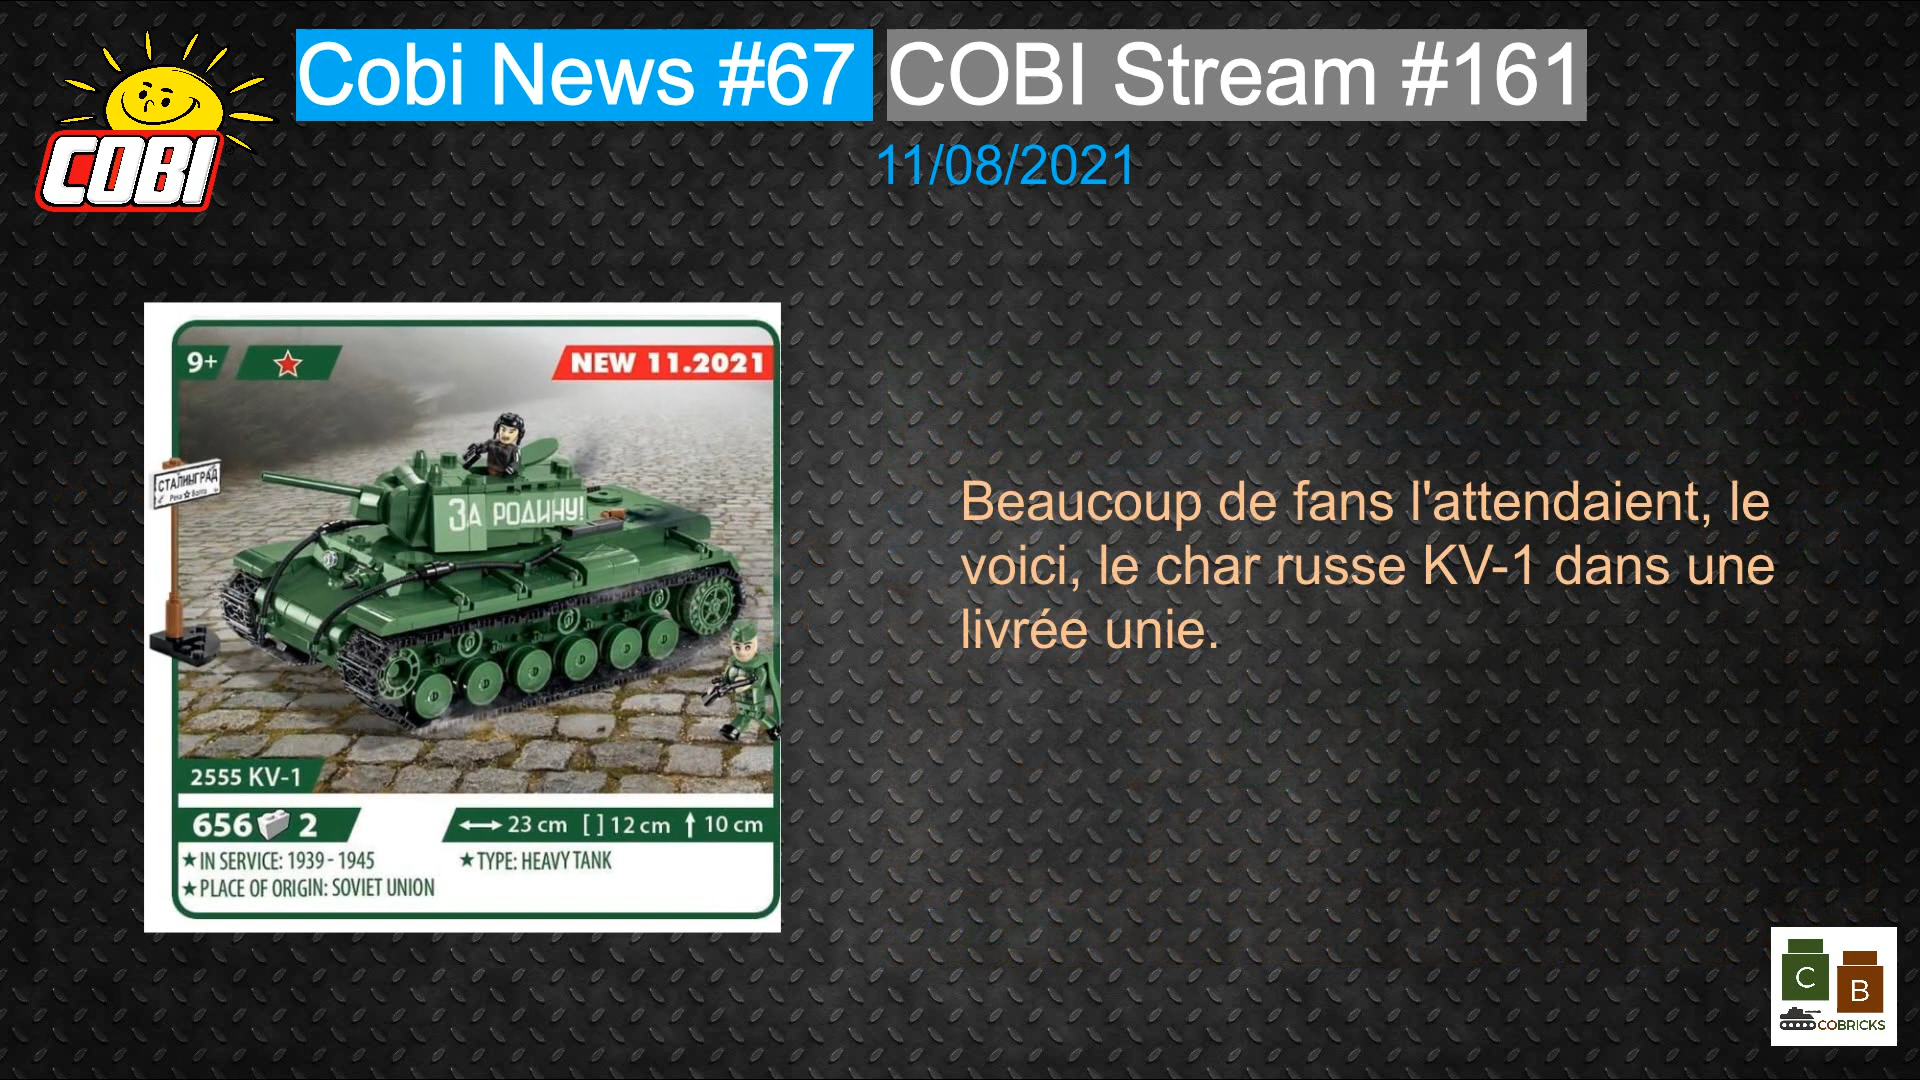 Cobi News #67 COBI Stream #161
COBI
11/08/2021
9+
NEW 11.2021
СТАЛИНГРАД
ЗА РОДИНУ!
Beaucoup de fans l'attendaient, le
voici, le char russe KV-1 dans une
livrée unie.
2555 KV-1
656 2
23 cm [ ] 12 cm 10 cm
★ IN SERVICE: 1939 - 1945
★ TYPE: HEAVY TANK
★ PLACE OF ORIGIN: SOVIET UNION
C
B
COBRICKS